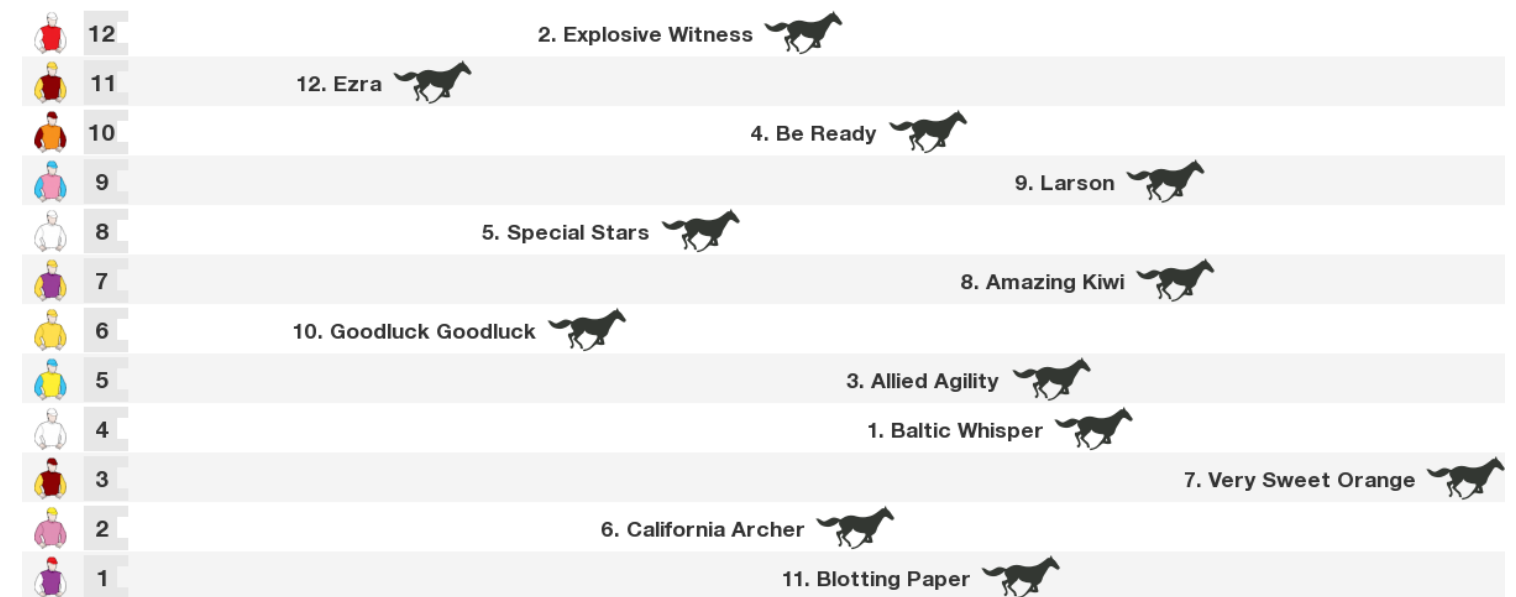 12 2. Explosive Witness
11 12. Ezra
10 4. Be Ready
9 9. Larson
8 5. Special Stars
7 8. Amazing Kiwi
6 10. Goodluck Goodluck
5 3. Allied Agility
4 1. Baltic Whisper
3 7. Very Sweet Orange
2 6. California Archer
1 11. Blotting Paper